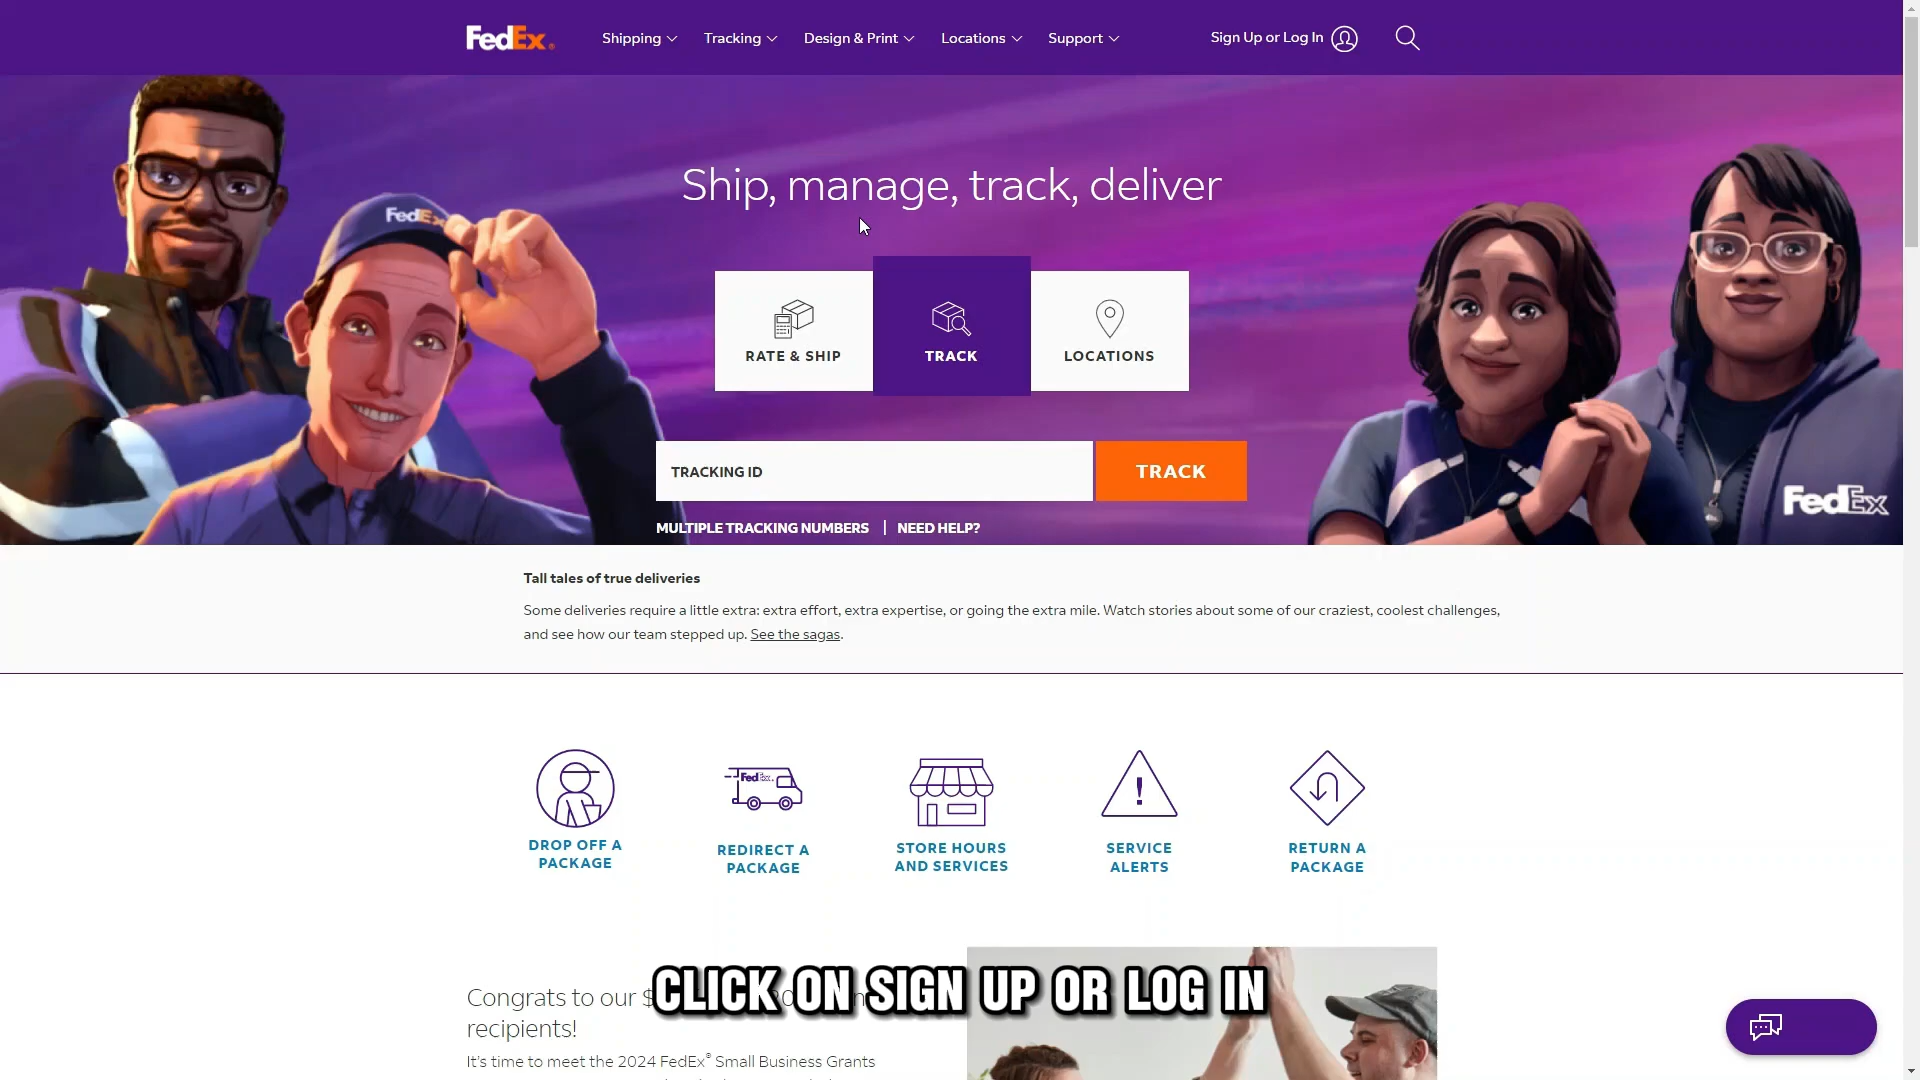 FedEx®
Shipping
Tracking
Design & Print
Locations
Support
Sign Up or Log In
FedEx
Ship, manage, track, deliver
RATE & SHIP
TRACK
LOCATIONS
TRACKING ID
TRACK
FedEx
MULTIPLE TRACKING NUMBERS | NEED HELP?
Tall tales of true deliveries
Some deliveries require a little extra: extra effort, extra expertise, or going the extra mile. Watch stories about some of our craziest, coolest challenges,
and see how our team stepped up. See the sagas.
FedEx
DROP OFF A
PACKAGE
REDIRECT A
PACKAGE
STORE HOURS
AND SERVICES
SERVICE
ALERTS
RETURN A
PACKAGE
Congrats to our $
recipients!
CLICK ON SIGN UP OR LOG IN
It's time to meet the 2024 FedEx® Small Business Grants